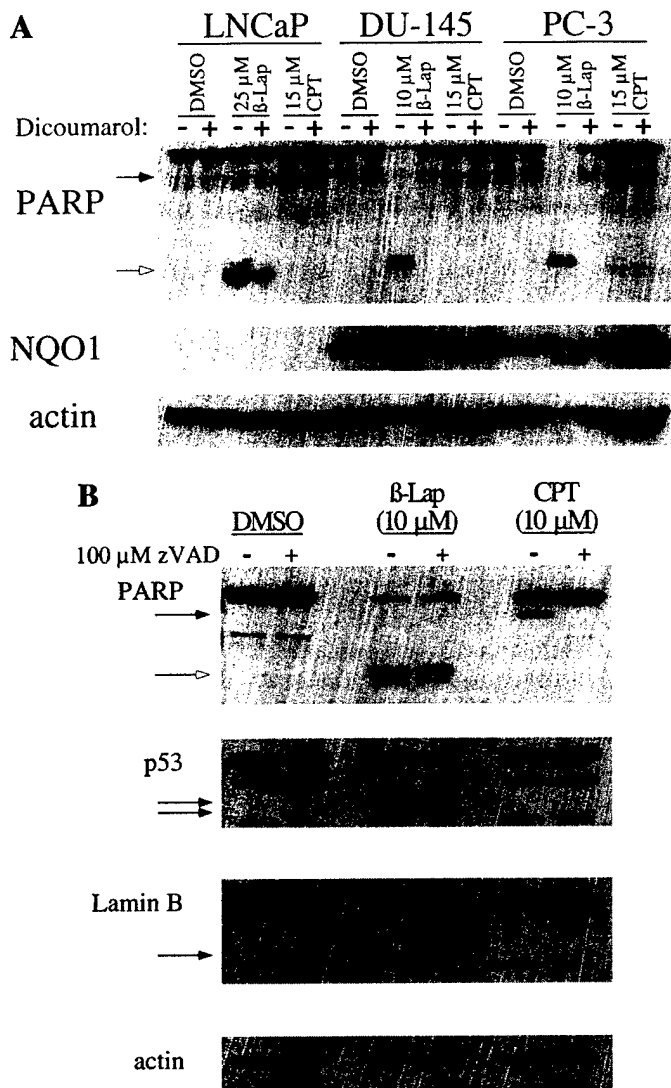 A
LNCaP DU-145 PC-3
DMSO 25 µM ß-Lap 15 µM CPT DMSO 10 µM ß-Lap 15 µM CPT DMSO 10 µM ß-Lap 15 µM CPT
Dicoumarol: - + - + - + - + - + - + - + - + - +
PARP
NQO1
actin
B
DMSO ß-Lap (10 µM) CPT (10 µM)
100 µM zVAD - + - + - +
PARP
p53
Lamin B
actin